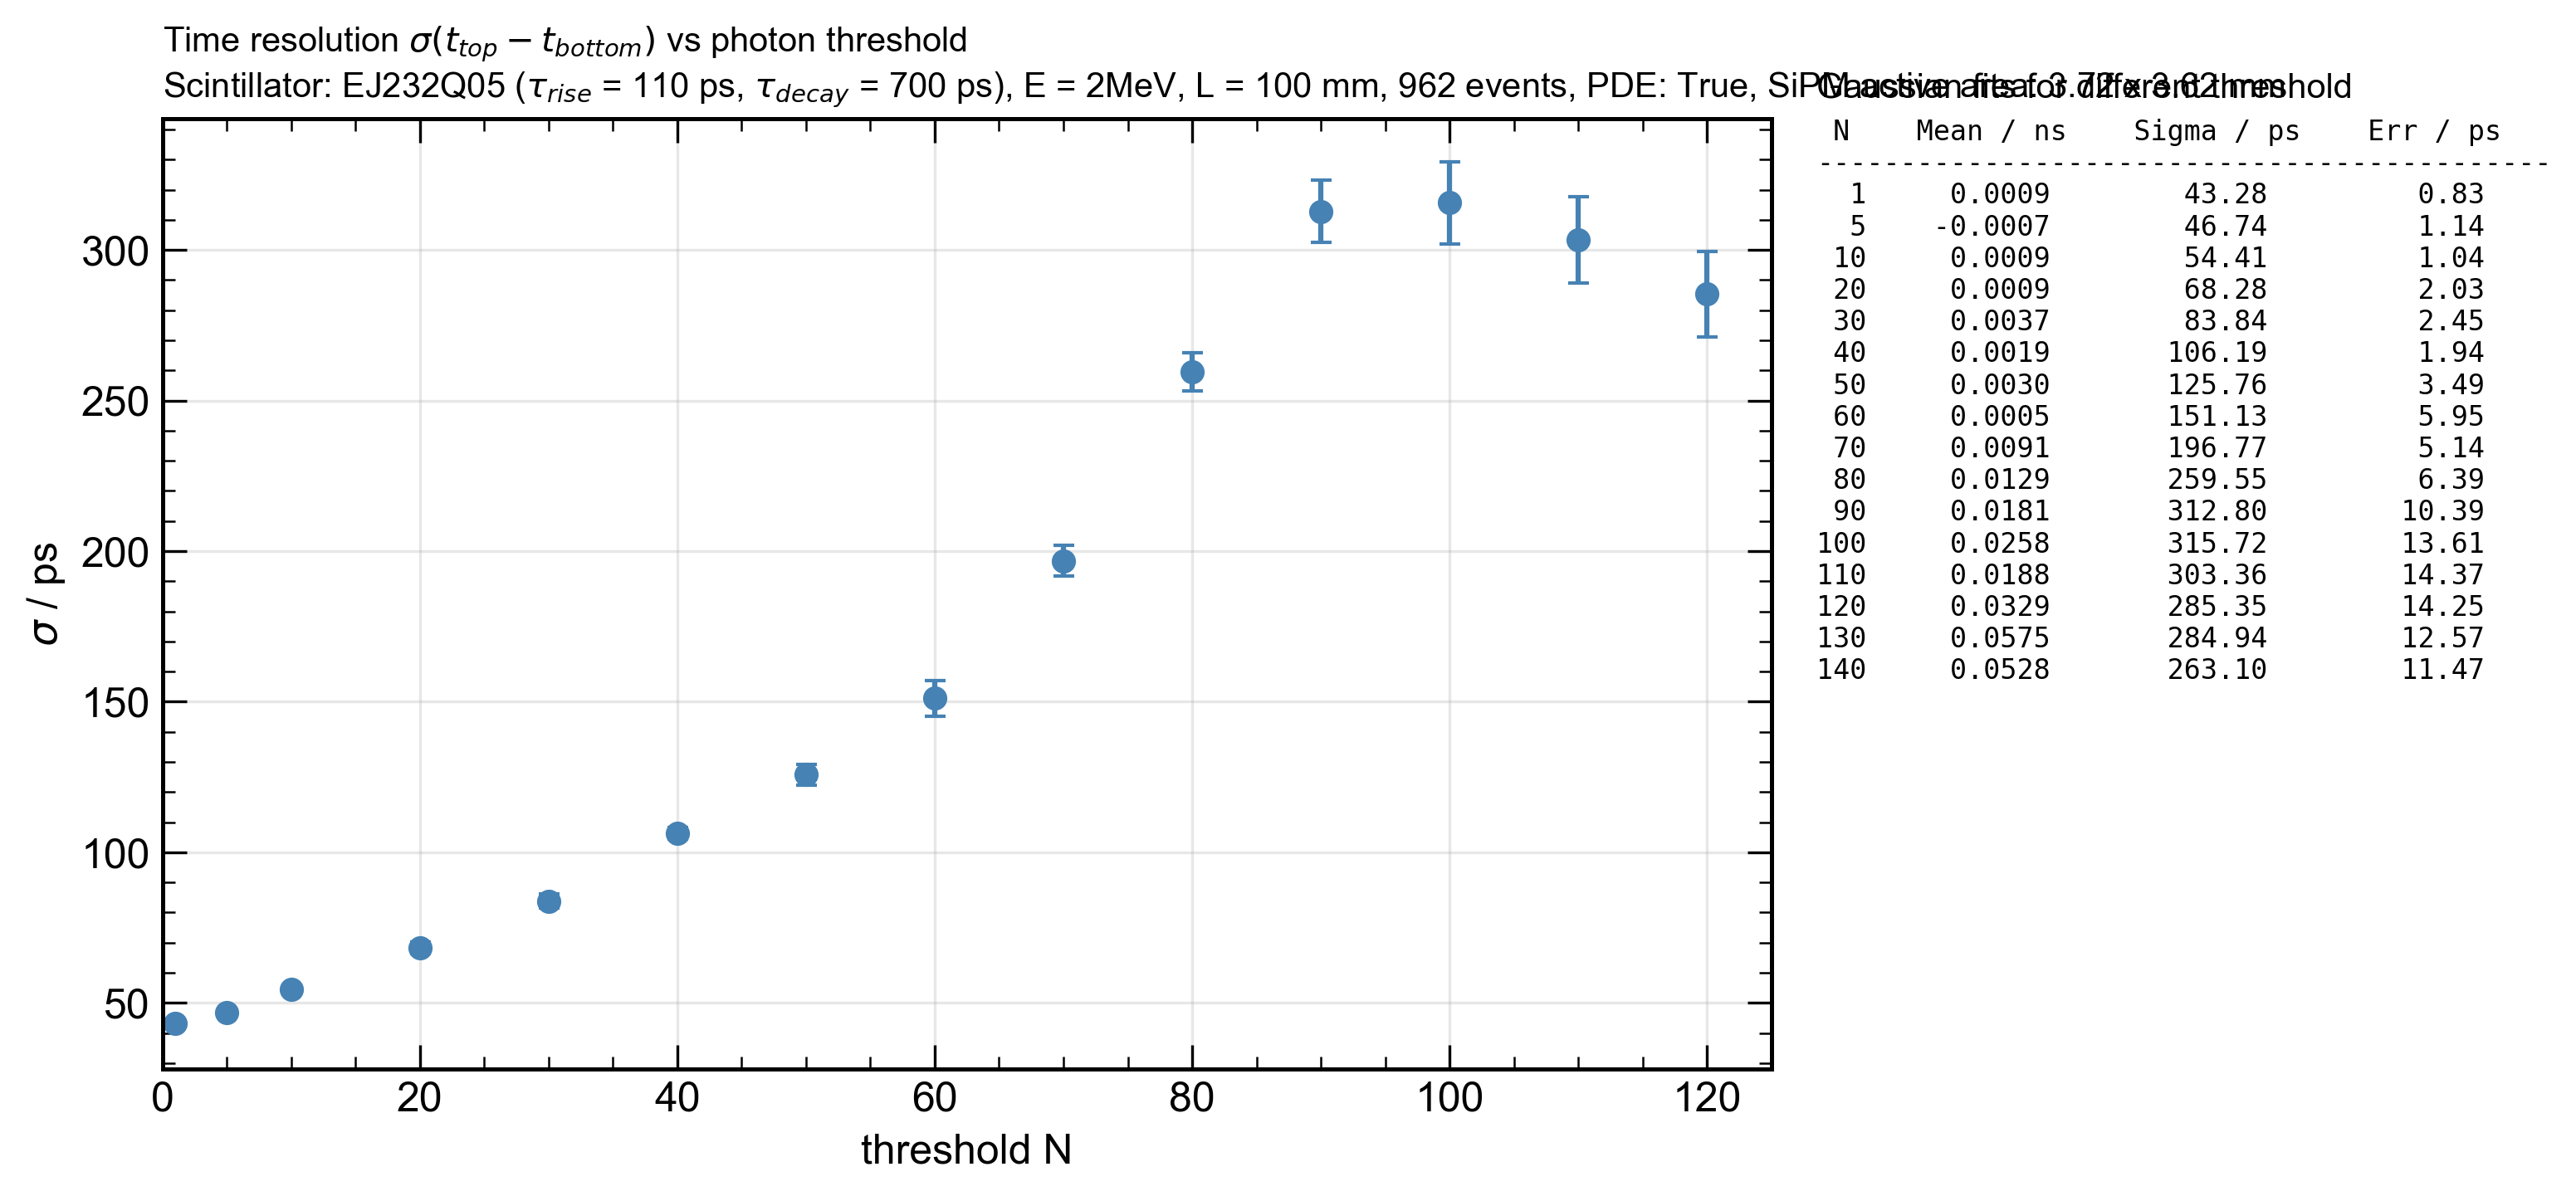 Time resolution σ(t_top − t_bottom) vs photon threshold
Scintillator: EJ232Q05 (τ_rise = 110 ps, τ_decay = 700 ps), E = 2MeV, L = 100 mm, 962 events, PDE: True, SiPM active area: 3.72 x 3.62 mm
Gaussian fits for different threshold
N Mean / ns Sigma / ps Err / ps
--------------------------------------------
1 0.0009 43.28 0.83
5 -0.0007 46.74 1.14
10 0.0009 54.41 1.04
20 0.0009 68.28 2.03
30 0.0037 83.84 2.45
40 0.0019 106.19 1.94
50 0.0030 125.76 3.49
60 0.0005 151.13 5.95
70 0.0091 196.77 5.14
80 0.0129 259.55 6.39
90 0.0181 312.80 10.39
100 0.0258 315.72 13.61
110 0.0188 303.36 14.37
120 0.0329 285.35 14.25
130 0.0575 284.94 12.57
140 0.0528 263.10 11.47
σ / ps
300
250
200
150
100
50
0 20 40 60 80 100 120
threshold N